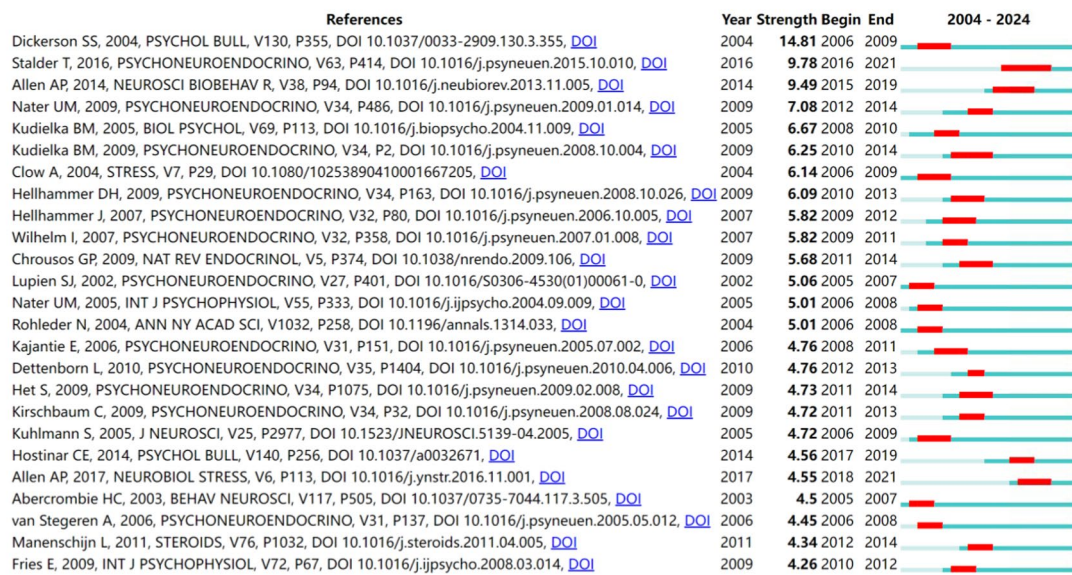 References Year Strength Begin End 2004 - 2024
Dickerson SS, 2004, PSYCHOL BULL, V130, P355, DOI 10.1037/0033-2909.130.3.355, DOI 2004 14.81 2006 2009
Stalder T, 2016, PSYCHONEUROENDOCRINO, V63, P414, DOI 10.1016/j.psyneuen.2015.10.010, DOI 2016 9.78 2016 2021
Allen AP, 2014, NEUROSCI BIOBEHAV R, V38, P94, DOI 10.1016/j.neubiorev.2013.11.005, DOI 2014 9.49 2015 2019
Nater UM, 2009, PSYCHONEUROENDOCRINO, V34, P486, DOI 10.1016/j.psyneuen.2009.01.014, DOI 2009 7.08 2012 2014
Kudielka BM, 2005, BIOL PSYCHOL, V69, P113, DOI 10.1016/j.biopsycho.2004.11.009, DOI 2005 6.67 2008 2010
Kudielka BM, 2009, PSYCHONEUROENDOCRINO, V34, P2, DOI 10.1016/j.psyneuen.2008.10.004, DOI 2009 6.25 2010 2014
Clow A, 2004, STRESS, V7, P29, DOI 10.1080/10253890410001667205, DOI 2004 6.14 2006 2009
Hellhammer DH, 2009, PSYCHONEUROENDOCRINO, V34, P163, DOI 10.1016/j.psyneuen.2008.10.026, DOI 2009 6.09 2010 2013
Hellhammer J, 2007, PSYCHONEUROENDOCRINO, V32, P80, DOI 10.1016/j.psyneuen.2006.10.005, DOI 2007 5.82 2009 2012
Wilhelm I, 2007, PSYCHONEUROENDOCRINO, V32, P358, DOI 10.1016/j.psyneuen.2007.01.008, DOI 2007 5.82 2009 2011
Chrousos GP, 2009, NAT REV ENDOCRINOL, V5, P374, DOI 10.1038/nrendo.2009.106, DOI 2009 5.68 2011 2014
Lupien SJ, 2002, PSYCHONEUROENDOCRINO, V27, P401, DOI 10.1016/S0306-4530(01)00061-0, DOI 2002 5.06 2005 2007
Nater UM, 2005, INT J PSYCHOPHYSIOL, V55, P333, DOI 10.1016/j.ijpsycho.2004.09.009, DOI 2005 5.01 2006 2008
Rohleder N, 2004, ANN NY ACAD SCI, V1032, P258, DOI 10.1196/annals.1314.033, DOI 2004 5.01 2006 2008
Kajantie E, 2006, PSYCHONEUROENDOCRINO, V31, P151, DOI 10.1016/j.psyneuen.2005.07.002, DOI 2006 4.76 2008 2011
Dettenborn L, 2010, PSYCHONEUROENDOCRINO, V35, P1404, DOI 10.1016/j.psyneuen.2010.04.006, DOI 2010 4.76 2012 2013
Het S, 2009, PSYCHONEUROENDOCRINO, V34, P1075, DOI 10.1016/j.psyneuen.2009.02.008, DOI 2009 4.73 2011 2014
Kirschbaum C, 2009, PSYCHONEUROENDOCRINO, V34, P32, DOI 10.1016/j.psyneuen.2008.08.024, DOI 2009 4.72 2011 2013
Kuhlmann S, 2005, J NEUROSCI, V25, P2977, DOI 10.1523/JNEUROSCI.5139-04.2005, DOI 2005 4.72 2006 2009
Hostinar CE, 2014, PSYCHOL BULL, V140, P256, DOI 10.1037/a0032671, DOI 2014 4.56 2017 2019
Allen AP, 2017, NEUROBIOL STRESS, V6, P113, DOI 10.1016/j.ynstr.2016.11.001, DOI 2017 4.55 2018 2021
Abercrombie HC, 2003, BEHAV NEUROSCI, V117, P505, DOI 10.1037/0735-7044.117.3.505, DOI 2003 4.5 2005 2007
van Stegeren A, 2006, PSYCHONEUROENDOCRINO, V31, P137, DOI 10.1016/j.psyneuen.2005.05.012, DOI 2006 4.45 2006 2008
Manenschijn L, 2011, STEROIDS, V76, P1032, DOI 10.1016/j.steroids.2011.04.005, DOI 2011 4.34 2012 2014
Fries E, 2009, INT J PSYCHOPHYSIOL, V72, P67, DOI 10.1016/j.ijpsycho.2008.03.014, DOI 2009 4.26 2010 2012